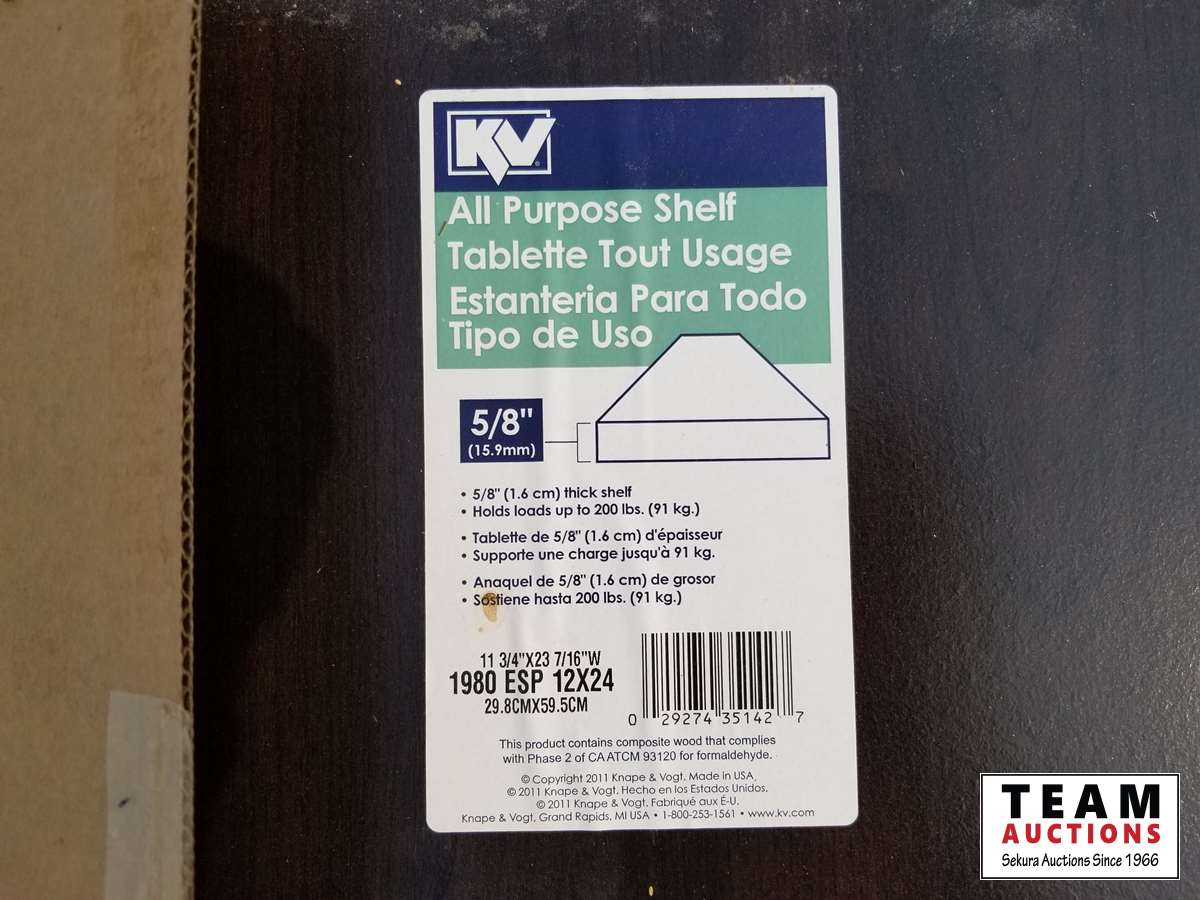 KV
All Purpose Shelf
Tablette Tout Usage
Estanteria Para Todo
Tipo de Uso
5/8"
(15.9mm)
• 5/8" (1.6 cm) thick shelf
• Holds loads up to 200 lbs. (91 kg.)
• Tablette de 5/8" (1.6 cm) d'épaisseur
• Supporte une charge jusqu'à 91 kg.
• Anaquel de 5/8" (1.6 cm) de grosor
• Sostiene hasta 200 lbs. (91 kg.)
11 3/4"X23 7/16"W
1980 ESP 12X24
29.8CMX59.5CM
0 29274 35142 7
This product contains composite wood that complies
with Phase 2 of CA ATCM 93120 for formaldehyde.
© Copyright 2011 Knape & Vogt. Made in USA.
© 2011 Knape & Vogt. Hecho en los Estados Unidos.
© 2011 Knape & Vogt. Fabriqué aux É-U.
Knape & Vogt, Grand Rapids, MI USA • 1-800-253-1561 • www.kv.com
TEAM
AUCTIONS
Sekura Auctions Since 1966